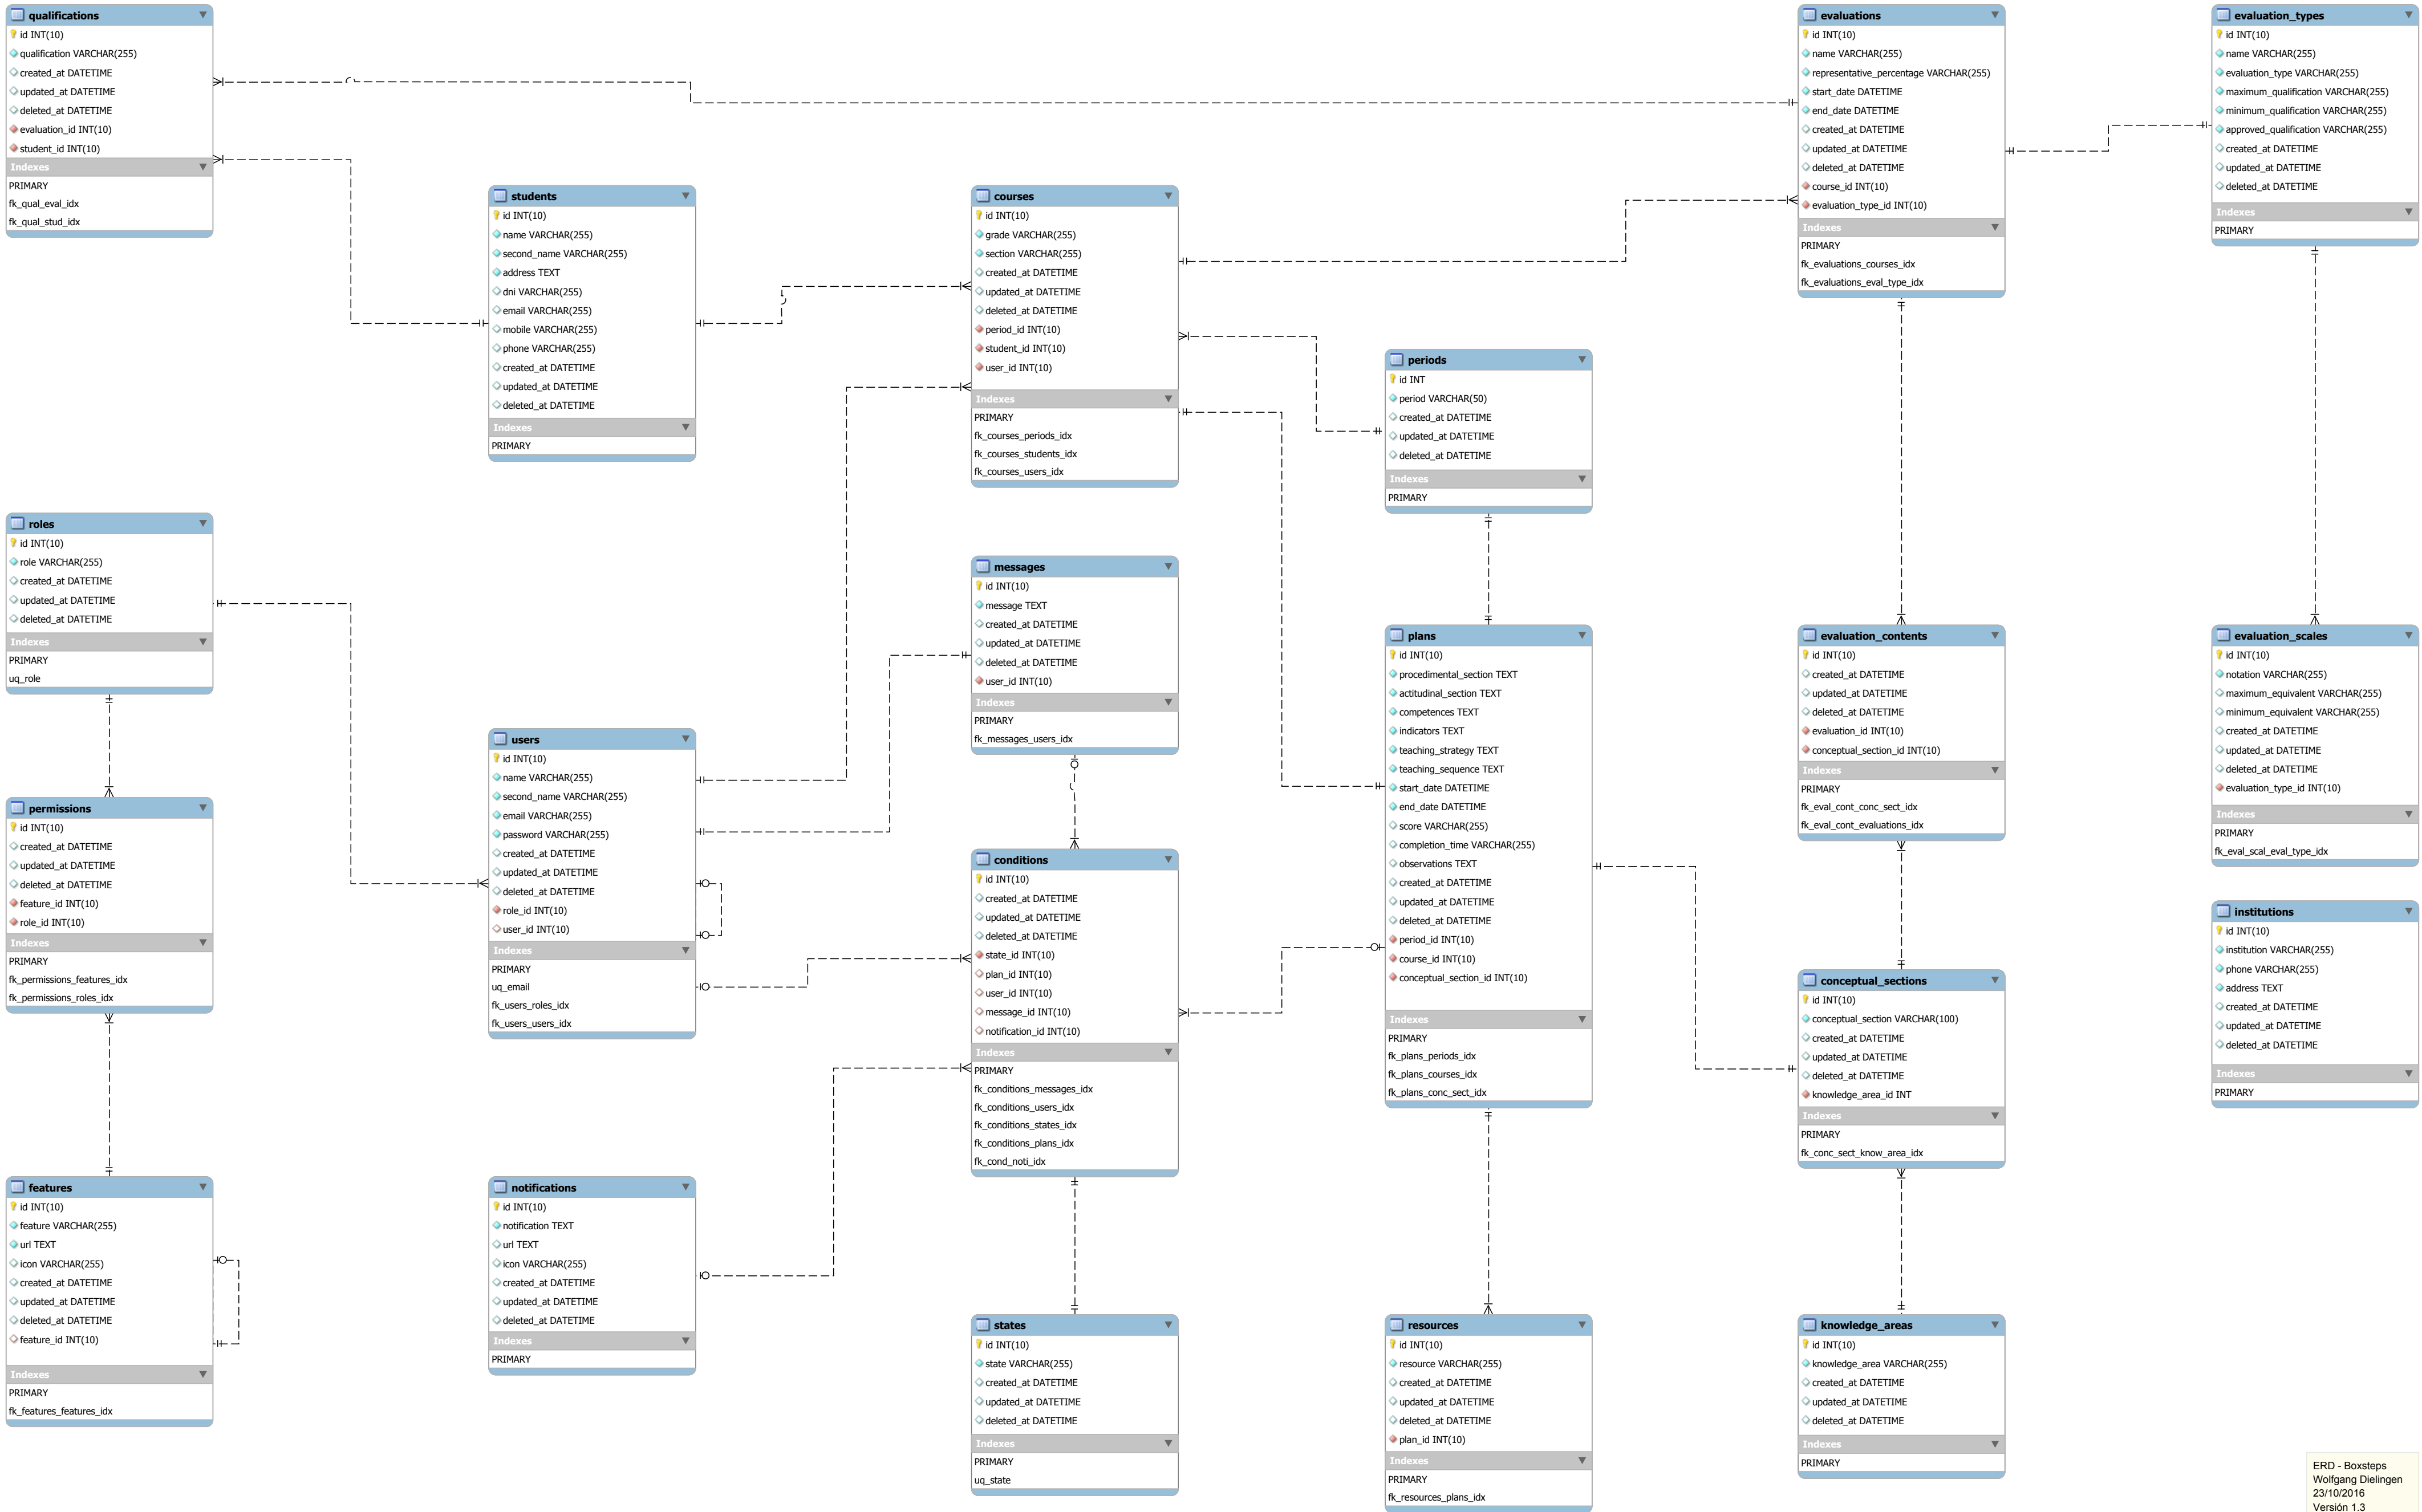 qualifications
id INT(10)
qualification VARCHAR(255)
created_at DATETIME
updated_at DATETIME
deleted_at DATETIME
evaluation_id INT(10)
student_id INT(10)
Indexes
PRIMARY
fk_qual_eval_idx
fk_qual_stud_idx
evaluations
id INT(10)
name VARCHAR(255)
representative_percentage VARCHAR(255)
start_date DATETIME
end_date DATETIME
created_at DATETIME
updated_at DATETIME
deleted_at DATETIME
course_id INT(10)
evaluation_type_id INT(10)
Indexes
PRIMARY
fk_evaluations_courses_idx
fk_evaluations_eval_type_idx
evaluation_types
id INT(10)
name VARCHAR(255)
evaluation_type VARCHAR(255)
maximum_qualification VARCHAR(255)
minimum_qualification VARCHAR(255)
approved_qualification VARCHAR(255)
created_at DATETIME
updated_at DATETIME
deleted_at DATETIME
Indexes
PRIMARY
students
id INT(10)
name VARCHAR(255)
second_name VARCHAR(255)
address TEXT
dni VARCHAR(255)
email VARCHAR(255)
mobile VARCHAR(255)
phone VARCHAR(255)
created_at DATETIME
updated_at DATETIME
deleted_at DATETIME
Indexes
PRIMARY
courses
id INT(10)
grade VARCHAR(255)
section VARCHAR(255)
created_at DATETIME
updated_at DATETIME
deleted_at DATETIME
period_id INT(10)
student_id INT(10)
user_id INT(10)
Indexes
PRIMARY
fk_courses_periods_idx
fk_courses_students_idx
fk_courses_users_idx
periods
id INT
period VARCHAR(50)
created_at DATETIME
updated_at DATETIME
deleted_at DATETIME
Indexes
PRIMARY
roles
id INT(10)
role VARCHAR(255)
created_at DATETIME
updated_at DATETIME
deleted_at DATETIME
Indexes
PRIMARY
uq_role
messages
id INT(10)
message TEXT
created_at DATETIME
updated_at DATETIME
deleted_at DATETIME
user_id INT(10)
Indexes
PRIMARY
fk_messages_users_idx
plans
id INT(10)
procedimental_section TEXT
actitudinal_section TEXT
competences TEXT
indicators TEXT
teaching_strategy TEXT
teaching_sequence TEXT
start_date DATETIME
end_date DATETIME
score VARCHAR(255)
completion_time VARCHAR(255)
observations TEXT
created_at DATETIME
updated_at DATETIME
deleted_at DATETIME
period_id INT(10)
course_id INT(10)
conceptual_section_id INT(10)
Indexes
PRIMARY
fk_plans_periods_idx
fk_plans_courses_idx
fk_plans_conc_sect_idx
evaluation_contents
id INT(10)
created_at DATETIME
updated_at DATETIME
deleted_at DATETIME
evaluation_id INT(10)
conceptual_section_id INT(10)
Indexes
PRIMARY
fk_eval_cont_conc_sect_idx
fk_eval_cont_evaluations_idx
evaluation_scales
id INT(10)
notation VARCHAR(255)
maximum_equivalent VARCHAR(255)
minimum_equivalent VARCHAR(255)
created_at DATETIME
updated_at DATETIME
deleted_at DATETIME
evaluation_type_id INT(10)
Indexes
PRIMARY
fk_eval_scal_eval_type_idx
users
id INT(10)
name VARCHAR(255)
second_name VARCHAR(255)
email VARCHAR(255)
password VARCHAR(255)
created_at DATETIME
updated_at DATETIME
deleted_at DATETIME
role_id INT(10)
user_id INT(10)
Indexes
PRIMARY
uq_email
fk_users_roles_idx
fk_users_users_idx
permissions
id INT(10)
created_at DATETIME
updated_at DATETIME
deleted_at DATETIME
feature_id INT(10)
role_id INT(10)
Indexes
PRIMARY
fk_permissions_features_idx
fk_permissions_roles_idx
conditions
id INT(10)
created_at DATETIME
updated_at DATETIME
deleted_at DATETIME
state_id INT(10)
plan_id INT(10)
user_id INT(10)
message_id INT(10)
notification_id INT(10)
Indexes
PRIMARY
fk_conditions_messages_idx
fk_conditions_users_idx
fk_conditions_states_idx
fk_conditions_plans_idx
fk_cond_noti_idx
institutions
id INT(10)
institution VARCHAR(255)
phone VARCHAR(255)
address TEXT
created_at DATETIME
updated_at DATETIME
deleted_at DATETIME
Indexes
PRIMARY
conceptual_sections
id INT(10)
conceptual_section VARCHAR(100)
created_at DATETIME
updated_at DATETIME
deleted_at DATETIME
knowledge_area_id INT
Indexes
PRIMARY
fk_conc_sect_know_area_idx
features
id INT(10)
feature VARCHAR(255)
url TEXT
icon VARCHAR(255)
created_at DATETIME
updated_at DATETIME
deleted_at DATETIME
feature_id INT(10)
Indexes
PRIMARY
fk_features_features_idx
notifications
id INT(10)
notification TEXT
url TEXT
icon VARCHAR(255)
created_at DATETIME
updated_at DATETIME
deleted_at DATETIME
Indexes
PRIMARY
states
id INT(10)
state VARCHAR(255)
created_at DATETIME
updated_at DATETIME
deleted_at DATETIME
Indexes
PRIMARY
uq_state
resources
id INT(10)
resource VARCHAR(255)
created_at DATETIME
updated_at DATETIME
deleted_at DATETIME
plan_id INT(10)
Indexes
PRIMARY
fk_resources_plans_idx
knowledge_areas
id INT(10)
knowledge_area VARCHAR(255)
created_at DATETIME
updated_at DATETIME
deleted_at DATETIME
Indexes
PRIMARY
ERD - Boxsteps
Wolfgang Dielingen
23/10/2016
Versión 1.3